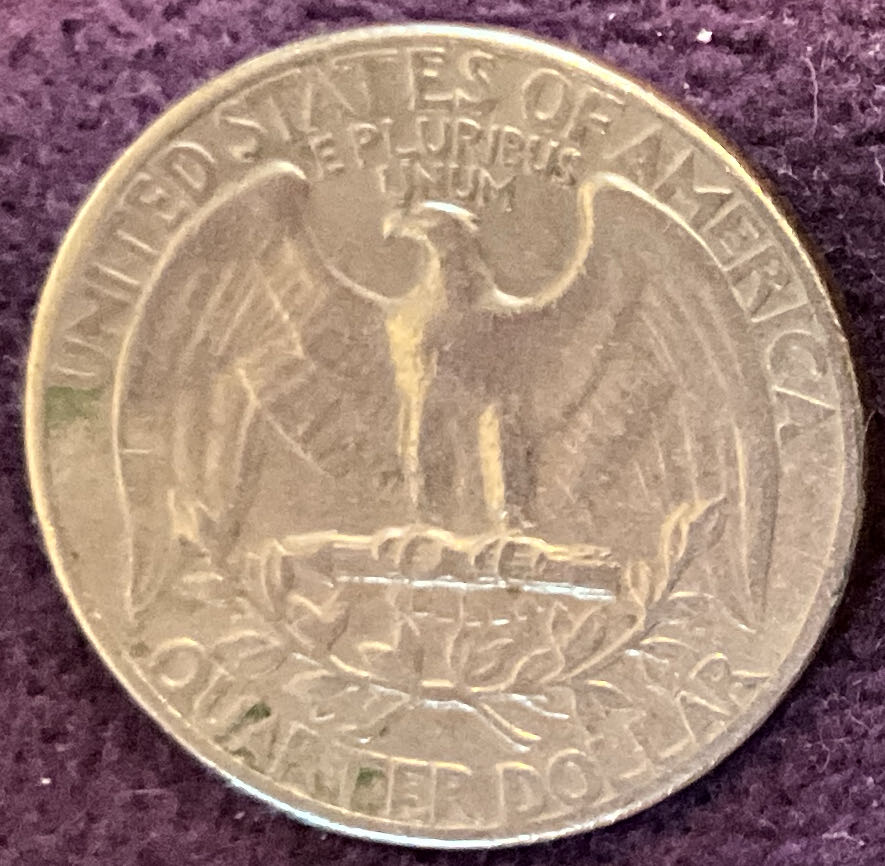 UNITED STATES OF AMERICA
E PLURIBUS
UNUM
QUARTER DOLLAR